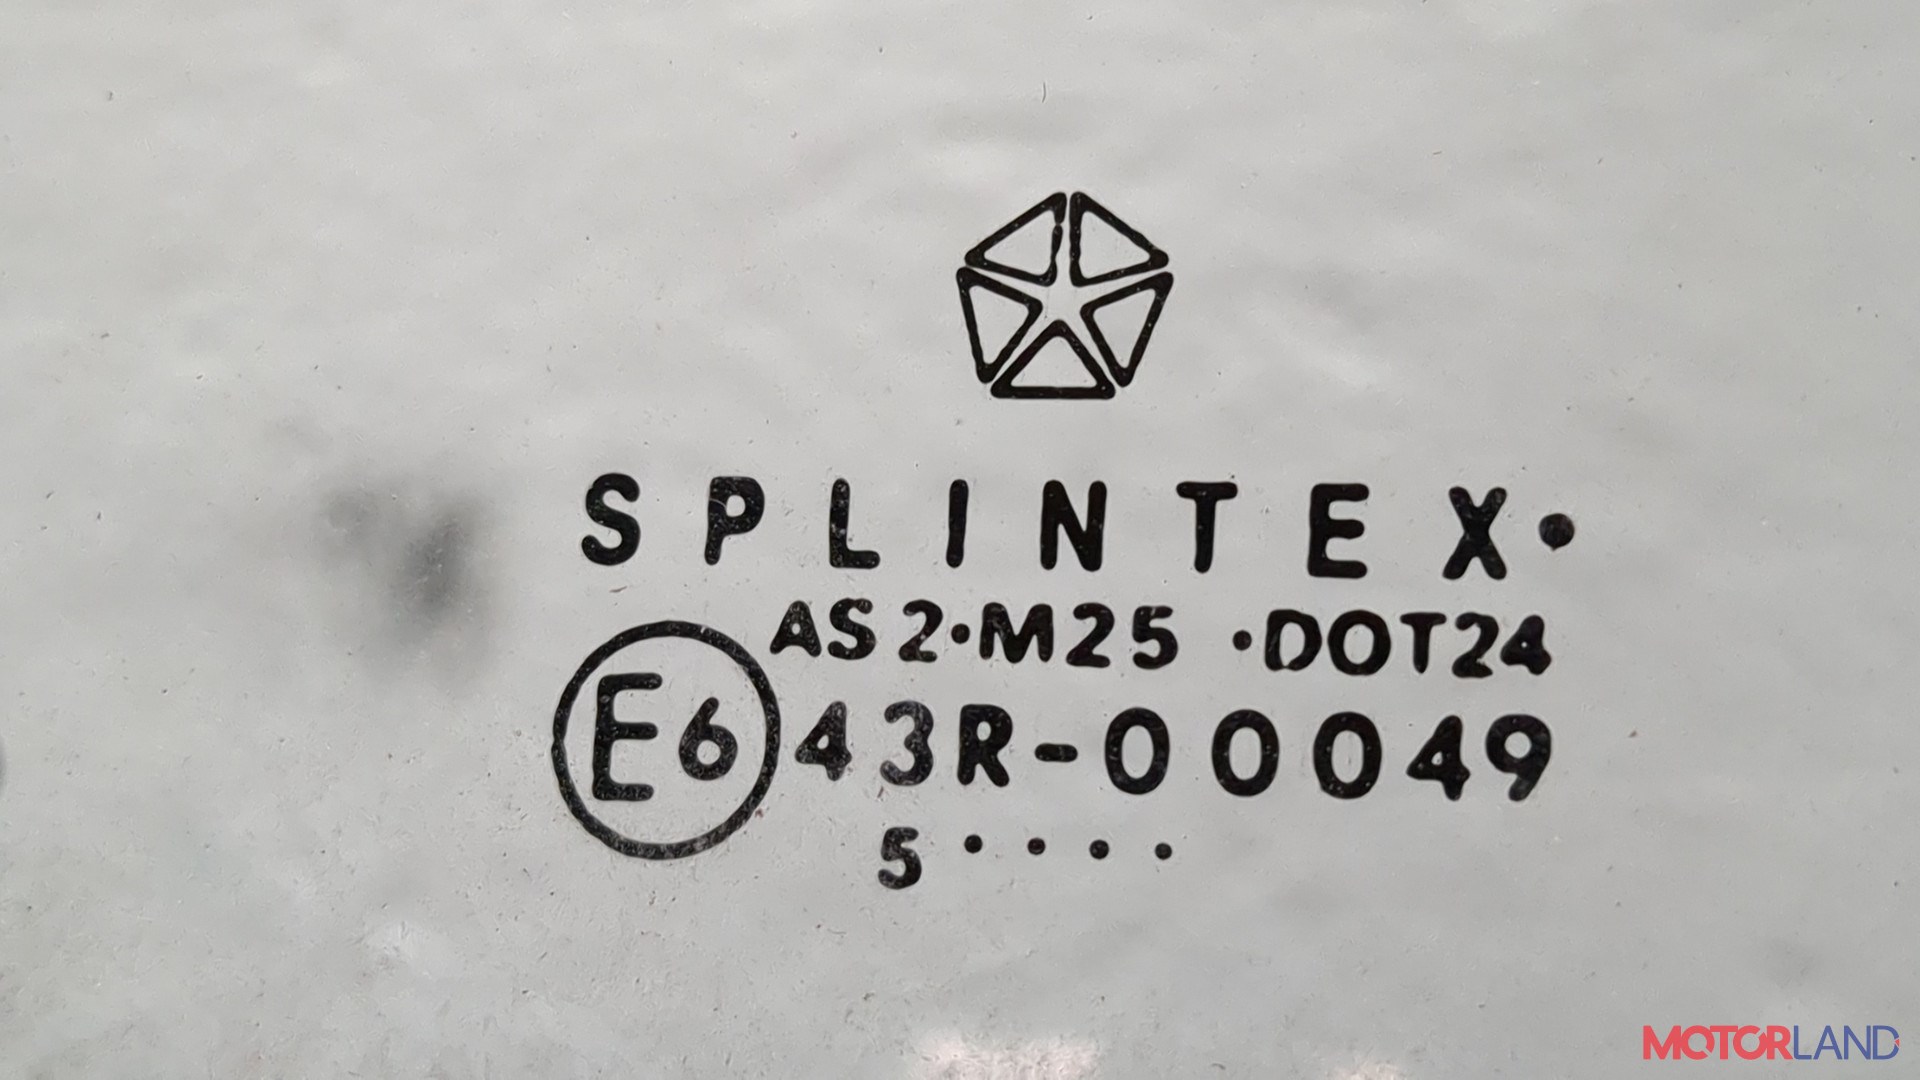 SPLINTEX•
AS2•M25 •DOT24
E6 43R-00049
5 • • • •
MOTORLAND